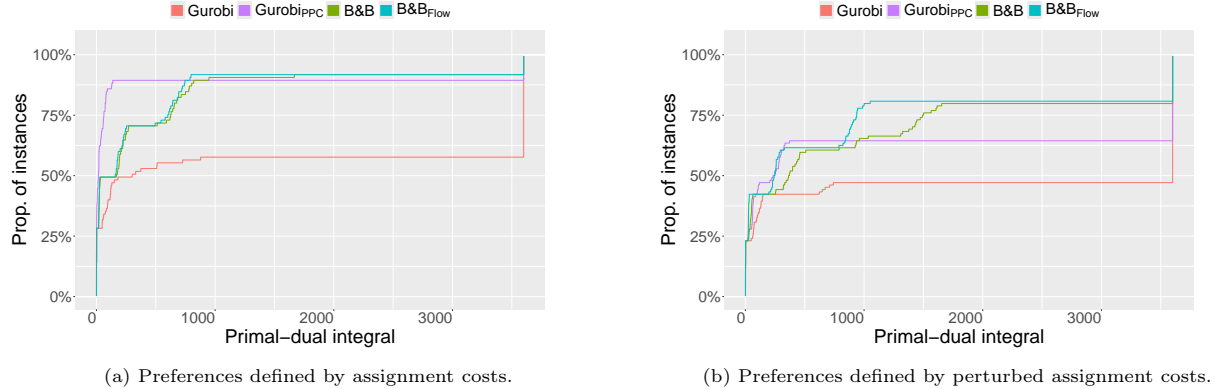 Gurobi Gurobi_PPC B&B B&B_Flow
100%
75%
50%
25%
0%
Prop. of instances
0 1000 2000 3000
Primal−dual integral
(a) Preferences defined by assignment costs.
Gurobi Gurobi_PPC B&B B&B_Flow
100%
75%
50%
25%
0%
Prop. of instances
0 1000 2000 3000
Primal−dual integral
(b) Preferences defined by perturbed assignment costs.